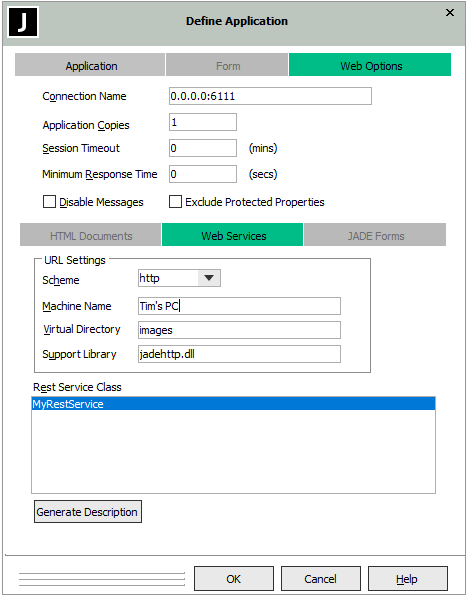 J
Define Application
Application Form Web Options
Connection Name 0.0.0.0:6111
Application Copies 1
Session Timeout 0 (mins)
Minimum Response Time 0 (secs)
Disable Messages Exclude Protected Properties
HTML Documents Web Services JADE Forms
URL Settings
Scheme http
Machine Name Tim's PC
Virtual Directory images
Support Library jadehttp.dll
Rest Service Class
MyRestService
Generate Description
OK Cancel Help